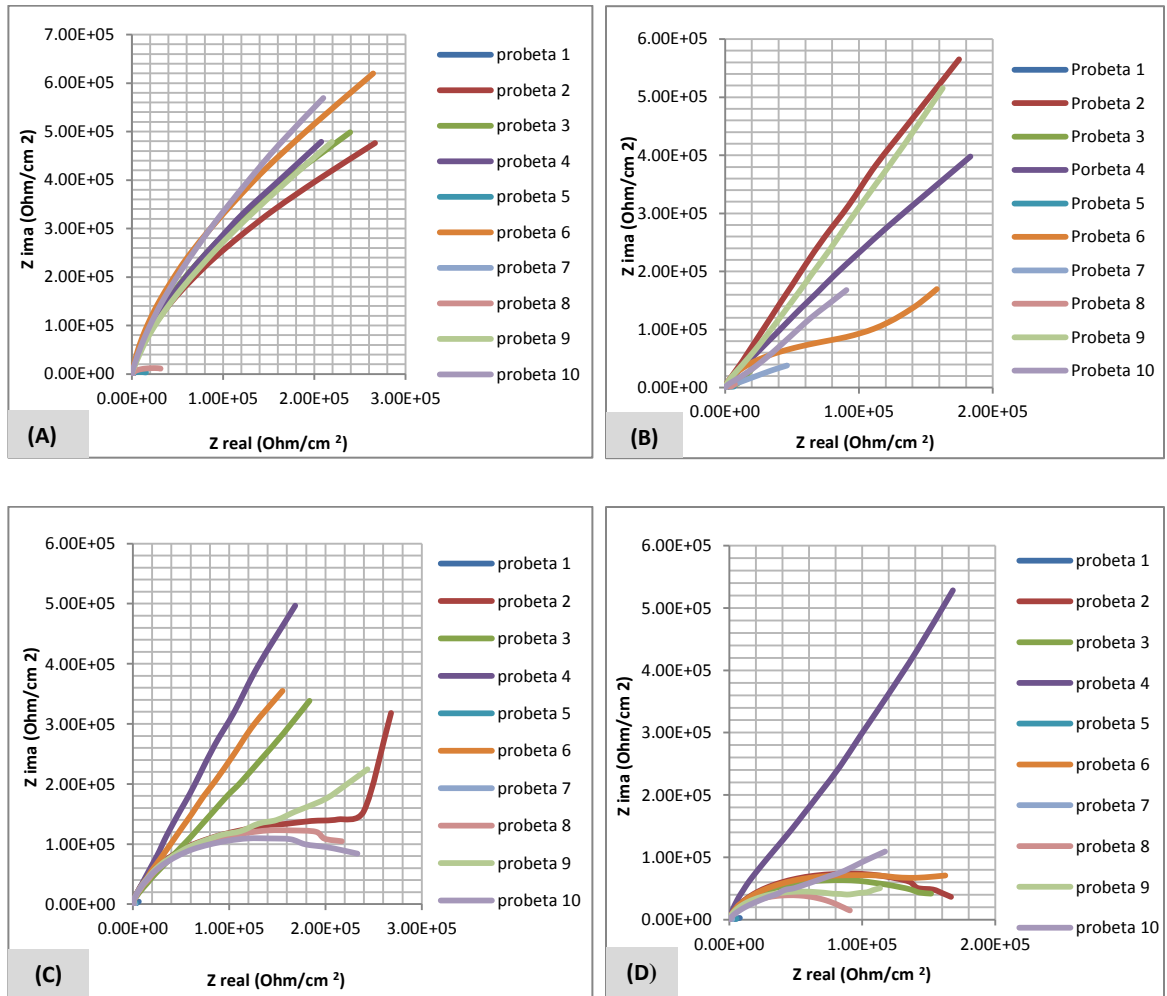 7.00E+05
6.00E+05
5.00E+05
4.00E+05
3.00E+05
2.00E+05
1.00E+05
0.00E+00
Z ima (Ohm/cm 2)
0.00E+00 1.00E+05 2.00E+05 3.00E+05
Z real (Ohm/cm 2)
probeta 1
probeta 2
probeta 3
probeta 4
probeta 5
probeta 6
probeta 7
probeta 8
probeta 9
probeta 10
(A)
6.00E+05
5.00E+05
4.00E+05
3.00E+05
2.00E+05
1.00E+05
0.00E+00
Z ima (Ohm/cm 2)
0.00E+00 1.00E+05 2.00E+05
Z real (Ohm/cm 2)
Probeta 1
Probeta 2
Probeta 3
Porbeta 4
Probeta 5
Probeta 6
Probeta 7
Probeta 8
Probeta 9
Probeta 10
(B)
6.00E+05
5.00E+05
4.00E+05
3.00E+05
2.00E+05
1.00E+05
0.00E+00
Z ima (Ohm/cm 2)
0.00E+00 1.00E+05 2.00E+05 3.00E+05
Z real (Ohm/cm 2)
probeta 1
probeta 2
probeta 3
probeta 4
probeta 5
probeta 6
probeta 7
probeta 8
probeta 9
probeta 10
(C)
6.00E+05
5.00E+05
4.00E+05
3.00E+05
2.00E+05
1.00E+05
0.00E+00
Z ima (Ohm/cm 2)
0.00E+00 1.00E+05 2.00E+05
Z real (Ohm/cm 2)
probeta 1
probeta 2
probeta 3
probeta 4
probeta 5
probeta 6
probeta 7
probeta 8
probeta 9
probeta 10
(D)